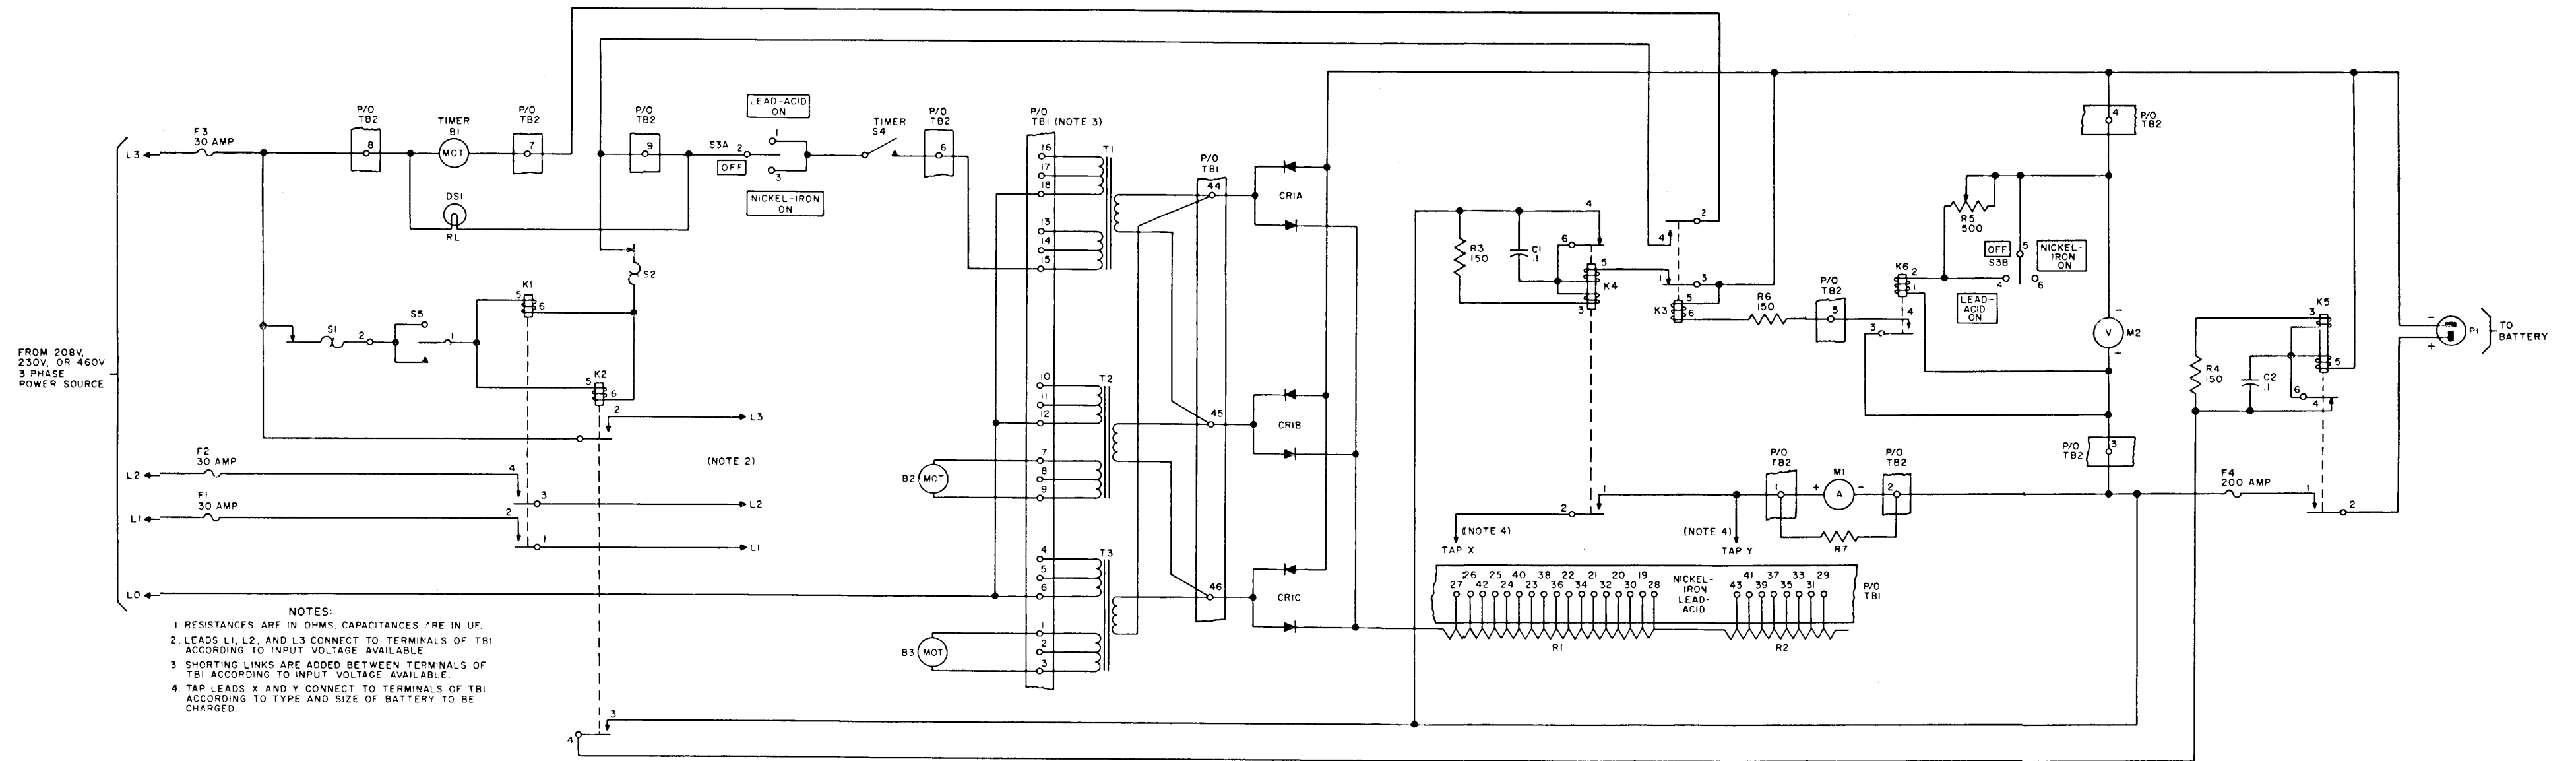 FROM 208V,
230V, OR 460V
3 PHASE
POWER SOURCE
L3
F3
30 AMP
P/O
TB2
8
TIMER
B1
MOT
P/O
TB2
7
DS1
RL
P/O
TB2
9
S3A
2
OFF
LEAD-ACID
ON
1
3
NICKEL-IRON
ON
TIMER
S4
P/O
TB2
6
S2
S1
2
S5
1
K1
5
6
K2
5
6
2
L3
L2
F2
30 AMP
4
3
L2
(NOTE 2)
L1
F1
30 AMP
2
1
L1
L0
3
4
NOTES:
1. RESISTANCES ARE IN OHMS, CAPACITANCES ARE IN UF.
2. LEADS L1, L2, AND L3 CONNECT TO TERMINALS OF TB1
ACCORDING TO INPUT VOLTAGE AVAILABLE.
3. SHORTING LINKS ARE ADDED BETWEEN TERMINALS OF
TB1 ACCORDING TO INPUT VOLTAGE AVAILABLE.
4. TAP LEADS X AND Y CONNECT TO TERMINALS OF TB1
ACCORDING TO TYPE AND SIZE OF BATTERY TO BE
CHARGED.
P/O
TB1 (NOTE 3)
16
17
18
13
14
15
T1
10
11
12
7
8
9
T2
B2
MOT
4
5
6
1
2
3
T3
B3
MOT
P/O
TB1
44
45
46
CR1A
CR1B
CR1C
R3
150
C1
.1
4
6
5
K4
3
4
2
1
3
K3
5
6
R6
150
P/O
TB2
5
K6
2
1
4
3
R5
500
OFF
S3B
5
4
6
NICKEL-
IRON
ON
LEAD-
ACID
ON
4
P/O
TB2
-
V
M2
+
P/O
TB2
3
1
2
(NOTE 4)
TAP X
(NOTE 4)
TAP Y
P/O
TB2
1
+
M1
A
-
P/O
TB2
2
R7
26 25 40 38 22 21 20 19
27 42 24 23 36 34 32 30 28
NICKEL-
IRON
LEAD-
ACID
41 37 33 29
43 39 35 31
P/O
TB1
R1
R2
R4
150
C2
.1
K5
3
5
6
4
F4
200 AMP
1
2
-
+
P1
TO
BATTERY